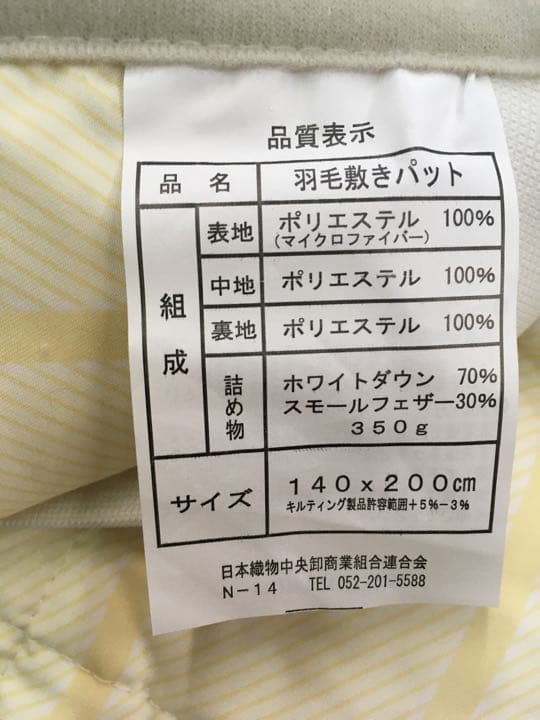 品質表示
品 名 羽毛敷きパット
組成 表地 ポリエステル 100%
(マイクロファイバー)
中地 ポリエステル 100%
裏地 ポリエステル 100%
詰め物 ホワイトダウン 70%
スモールフェザー30%
350g
サイズ 140×200cm
キルティング製品許容範囲+5%-3%
日本織物中央卸商業組合連合会
N-14 TEL 052-201-5588